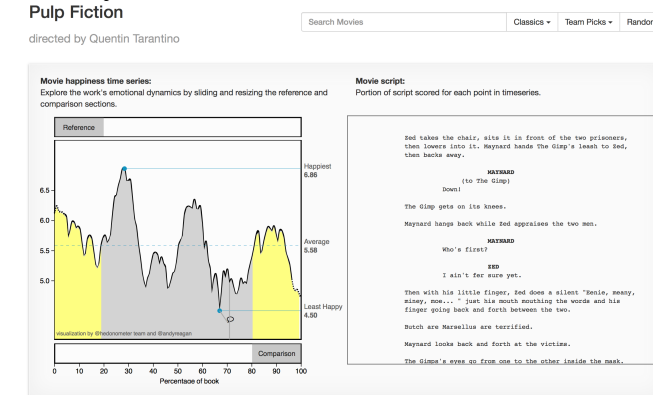 Pulp Fiction
directed by Quentin Tarantino
Search Movies
Classics
Team Picks
Random
Movie happiness time series:
Explore the work's emotional dynamics by sliding and resizing the reference and
comparison sections.
Reference
Happiest
6.86
6.5
6.0
5.5
5.0
Average
5.58
Least Happy
4.50
visualization by @hedonometer team and @andyreagan
Comparison
0 10 20 30 40 50 60 70 80 90 100
Percentage of book
Movie script:
Portion of script scored for each point in timeseries.
Zed takes the chair, sits it in front of the two prisoners,
then lowers into it. Maynard hands The Gimp's leash to Zed,
then backs away.
MAYNARD
(to The Gimp)
Down!
The Gimp gets on its knees.
Maynard hangs back while Zed appraises the two men.
MAYNARD
Who's first?
ZED
I ain't fer sure yet.
Then with his little finger, Zed does a silent "Eenie, meany,
miney, moe... " just his mouth mouthing the words and his
finger going back and forth between the two.
Butch are Marsellus are terrified.
Maynard looks back and forth at the victims.
The Gimps's eyes go from one to the other inside the mask.